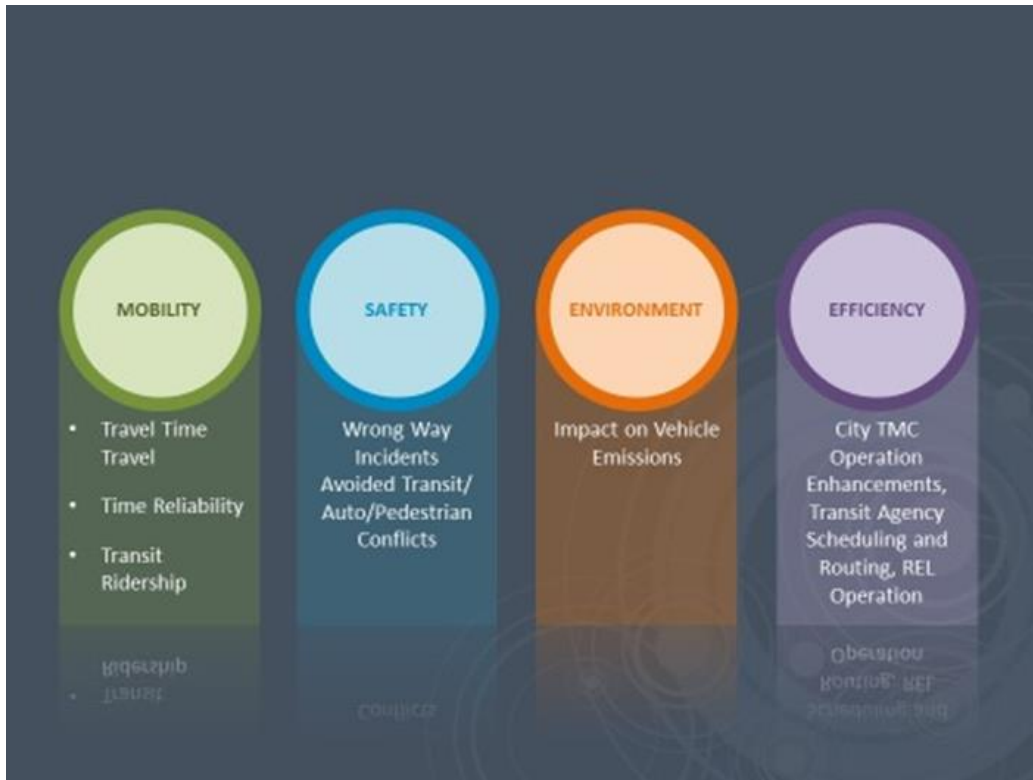 MOBILITY
• Travel Time
Travel
• Time Reliability
• Transit
Ridership
SAFETY
Wrong Way
Incidents
Avoided Transit/
Auto/Pedestrian
Conflicts
ENVIRONMENT
Impact on Vehicle
Emissions
EFFICIENCY
City TMC
Operation
Enhancements,
Transit Agency
Scheduling and
Routing, REL
Operation